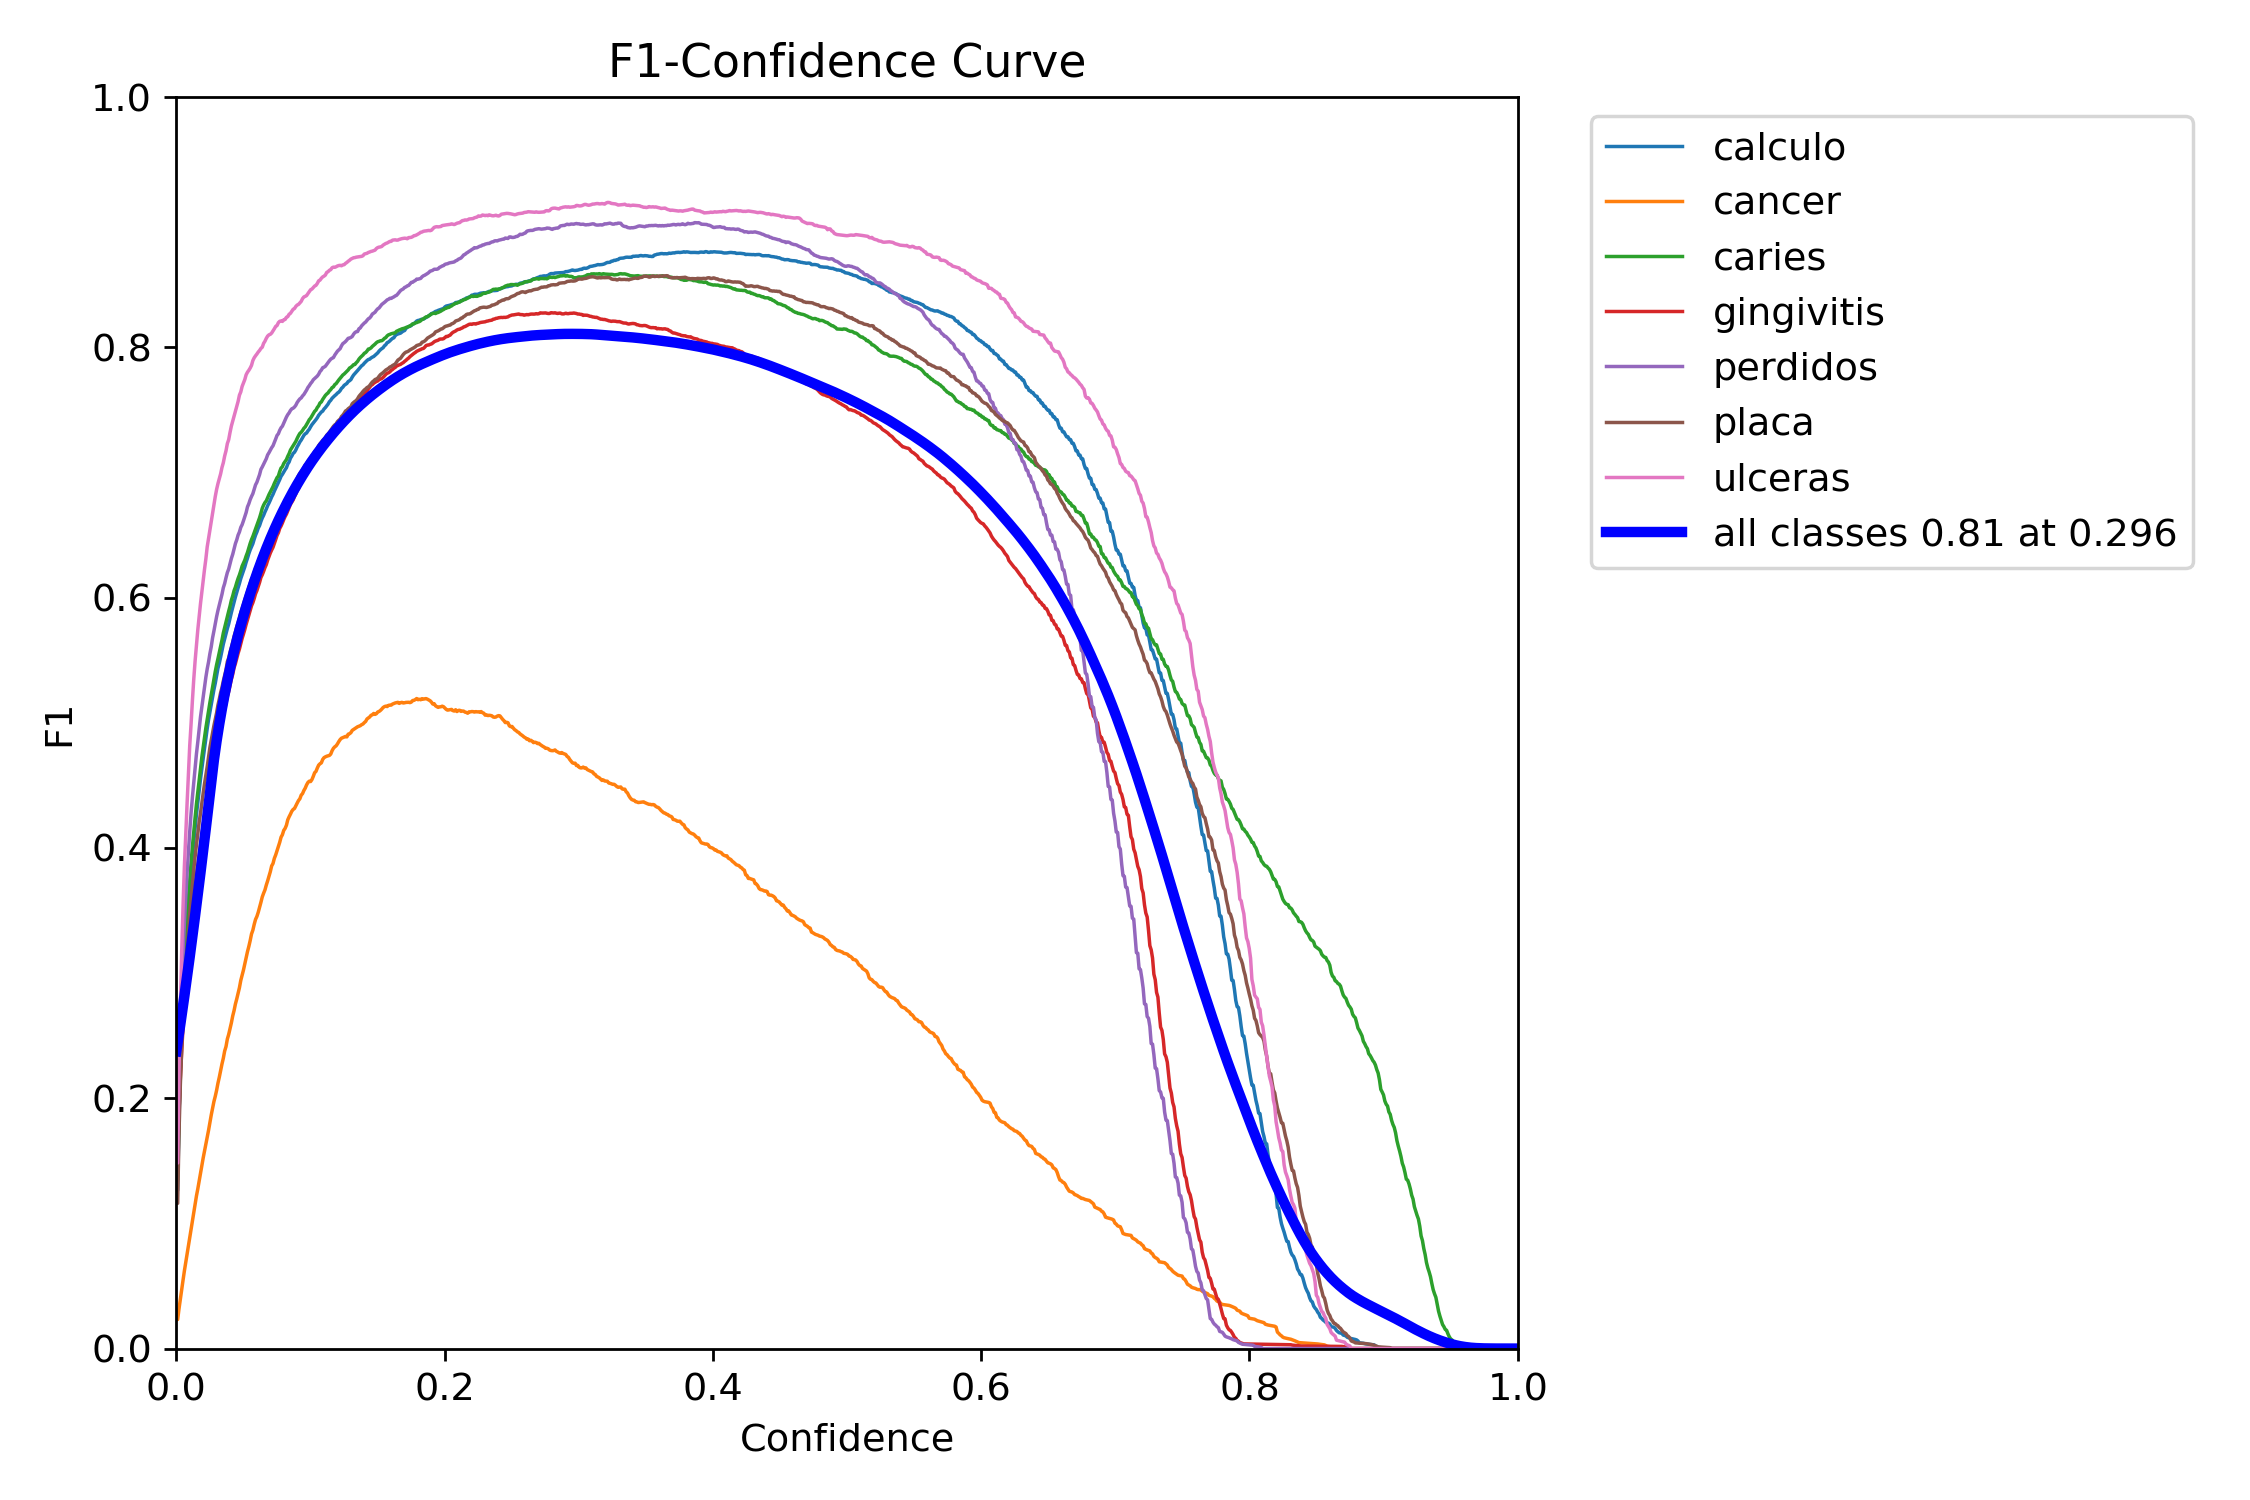 F1-Confidence Curve
1.0
0.8
0.6
0.4
0.2
0.0
F1
0.0 0.2 0.4 0.6 0.8 1.0
Confidence
calculo
cancer
caries
gingivitis
perdidos
placa
ulceras
all classes 0.81 at 0.296